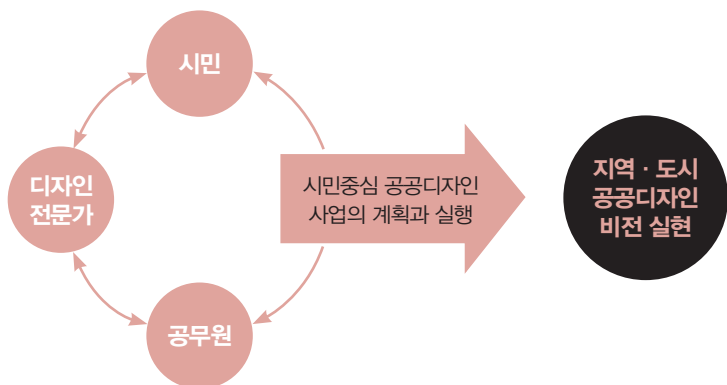 시민
디자인
전문가
시민중심 공공디자인
사업의 계획과 실행
지역 · 도시
공공디자인
비전 실현
공무원